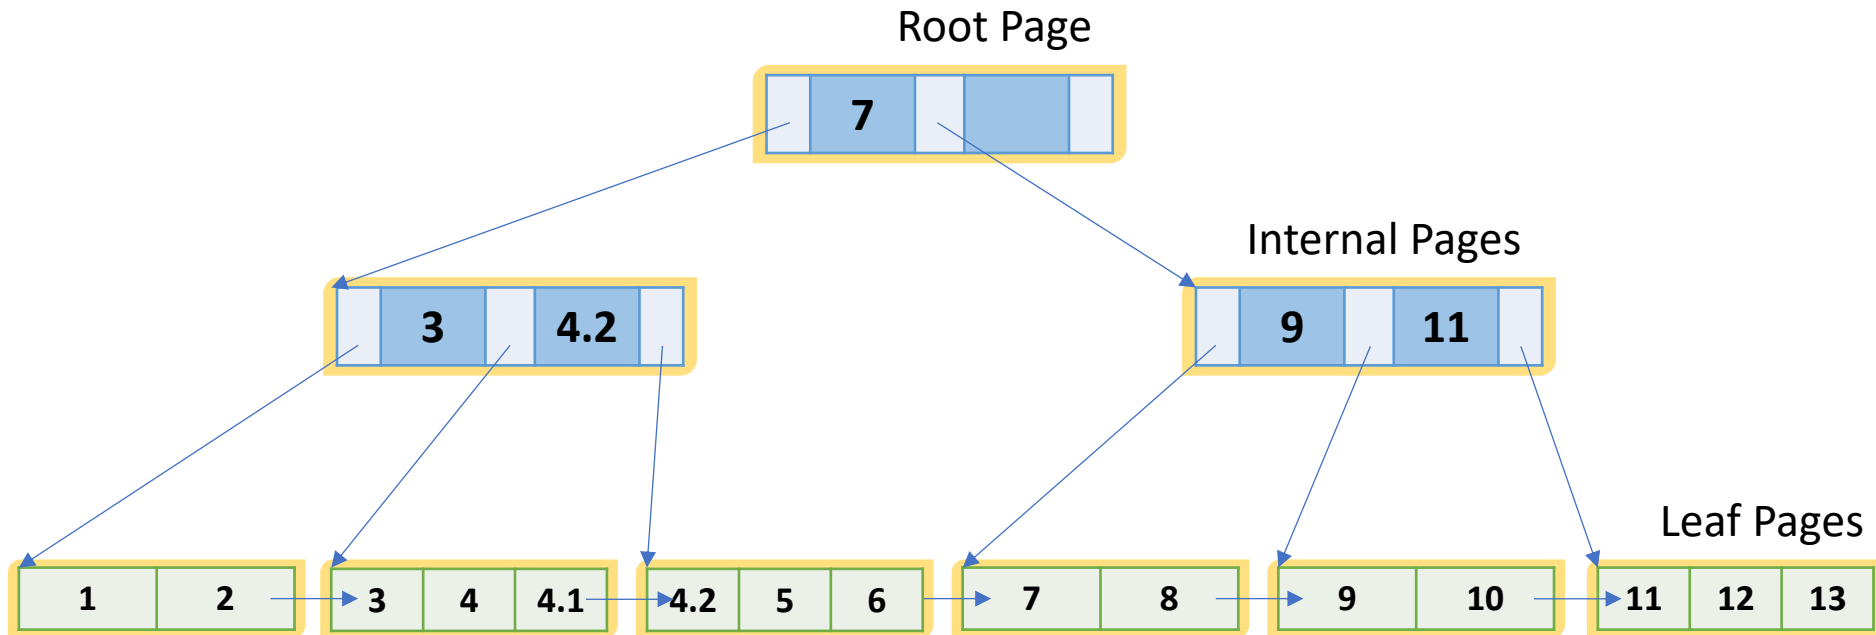 Root Page
7
Internal Pages
3 4.2
9 11
Leaf Pages
1 2
3 4 4.1
4.2 5 6
7 8
9 10
11 12 13